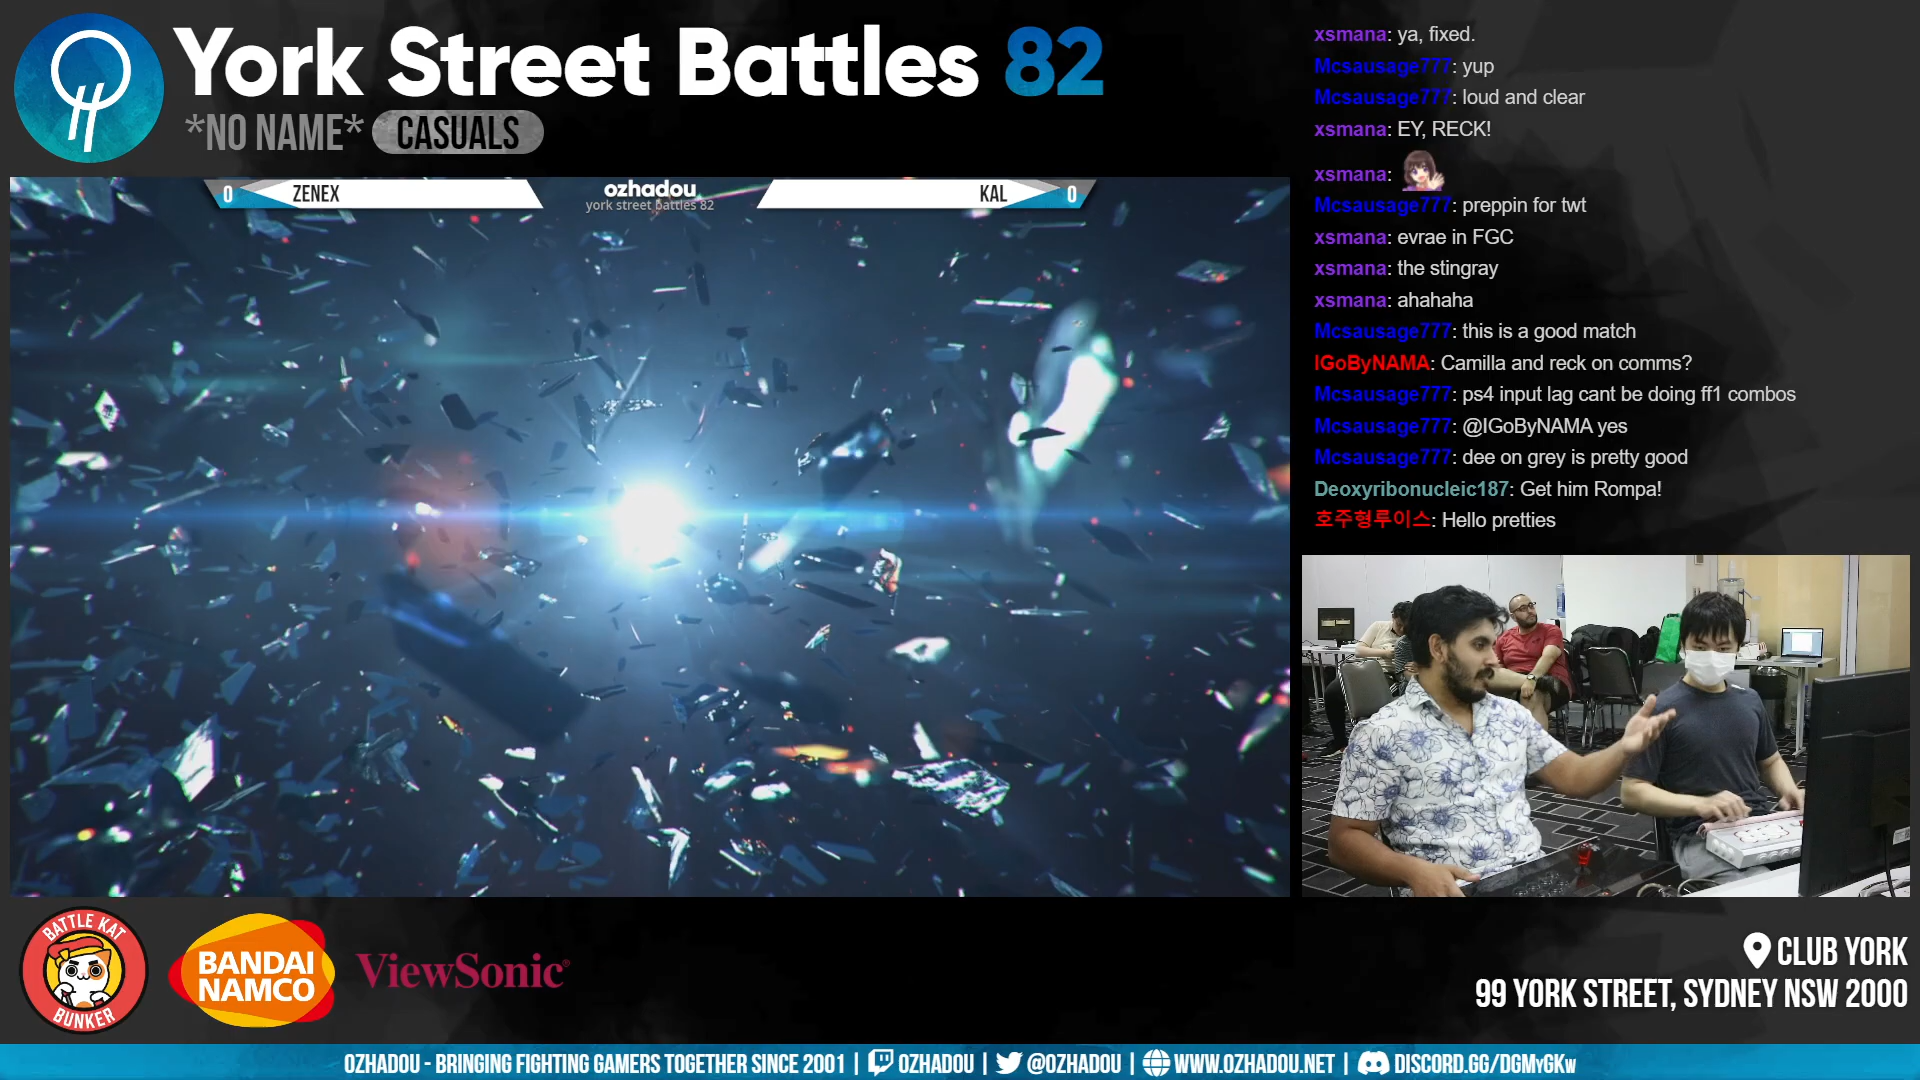 York Street Battles 82
*NO NAME* CASUALS
0 ZENEX
ozhadou
york street battles 82
KAL 0
xsmana: ya, fixed.
Mcsausage777: yup
Mcsausage777: loud and clear
xsmana: EY, RECK!
xsmana:
Mcsausage777: preppin for twt
xsmana: evrae in FGC
xsmana: the stingray
xsmana: ahahaha
Mcsausage777: this is a good match
IGoByNAMA: Camilla and reck on comms?
Mcsausage777: ps4 input lag cant be doing ff1 combos
Mcsausage777: @IGoByNAMA yes
Mcsausage777: dee on grey is pretty good
Deoxyribonucleic187: Get him Rompa!
호주형루이스: Hello pretties
BATTLE KAT
BUNKER
BANDAI
NAMCO
ViewSonic
CLUB YORK
99 YORK STREET, SYDNEY NSW 2000
OZHADOU - BRINGING FIGHTING GAMERS TOGETHER SINCE 2001 | OZHADOU | @OZHADOU | WWW.OZHADOU.NET | DISCORD.GG/DGMyGKw